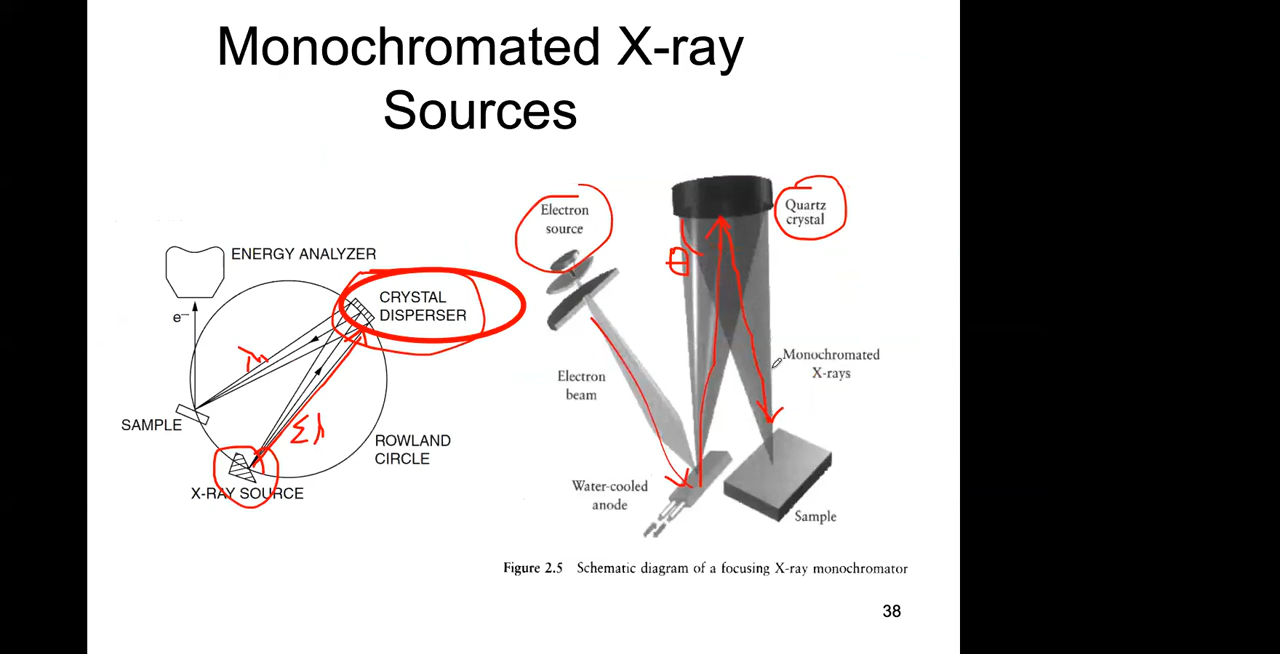 Monochromated X-ray
Sources
ENERGY ANALYZER
CRYSTAL
DISPERSER
e⁻
SAMPLE
X-RAY SOURCE
ROWLAND
CIRCLE
Σλ
Electron
source
Quartz
crystal
θ
Monochromated
X-rays
Electron
beam
Water-cooled
anode
Sample
Figure 2.5 Schematic diagram of a focusing X-ray monochromator
38